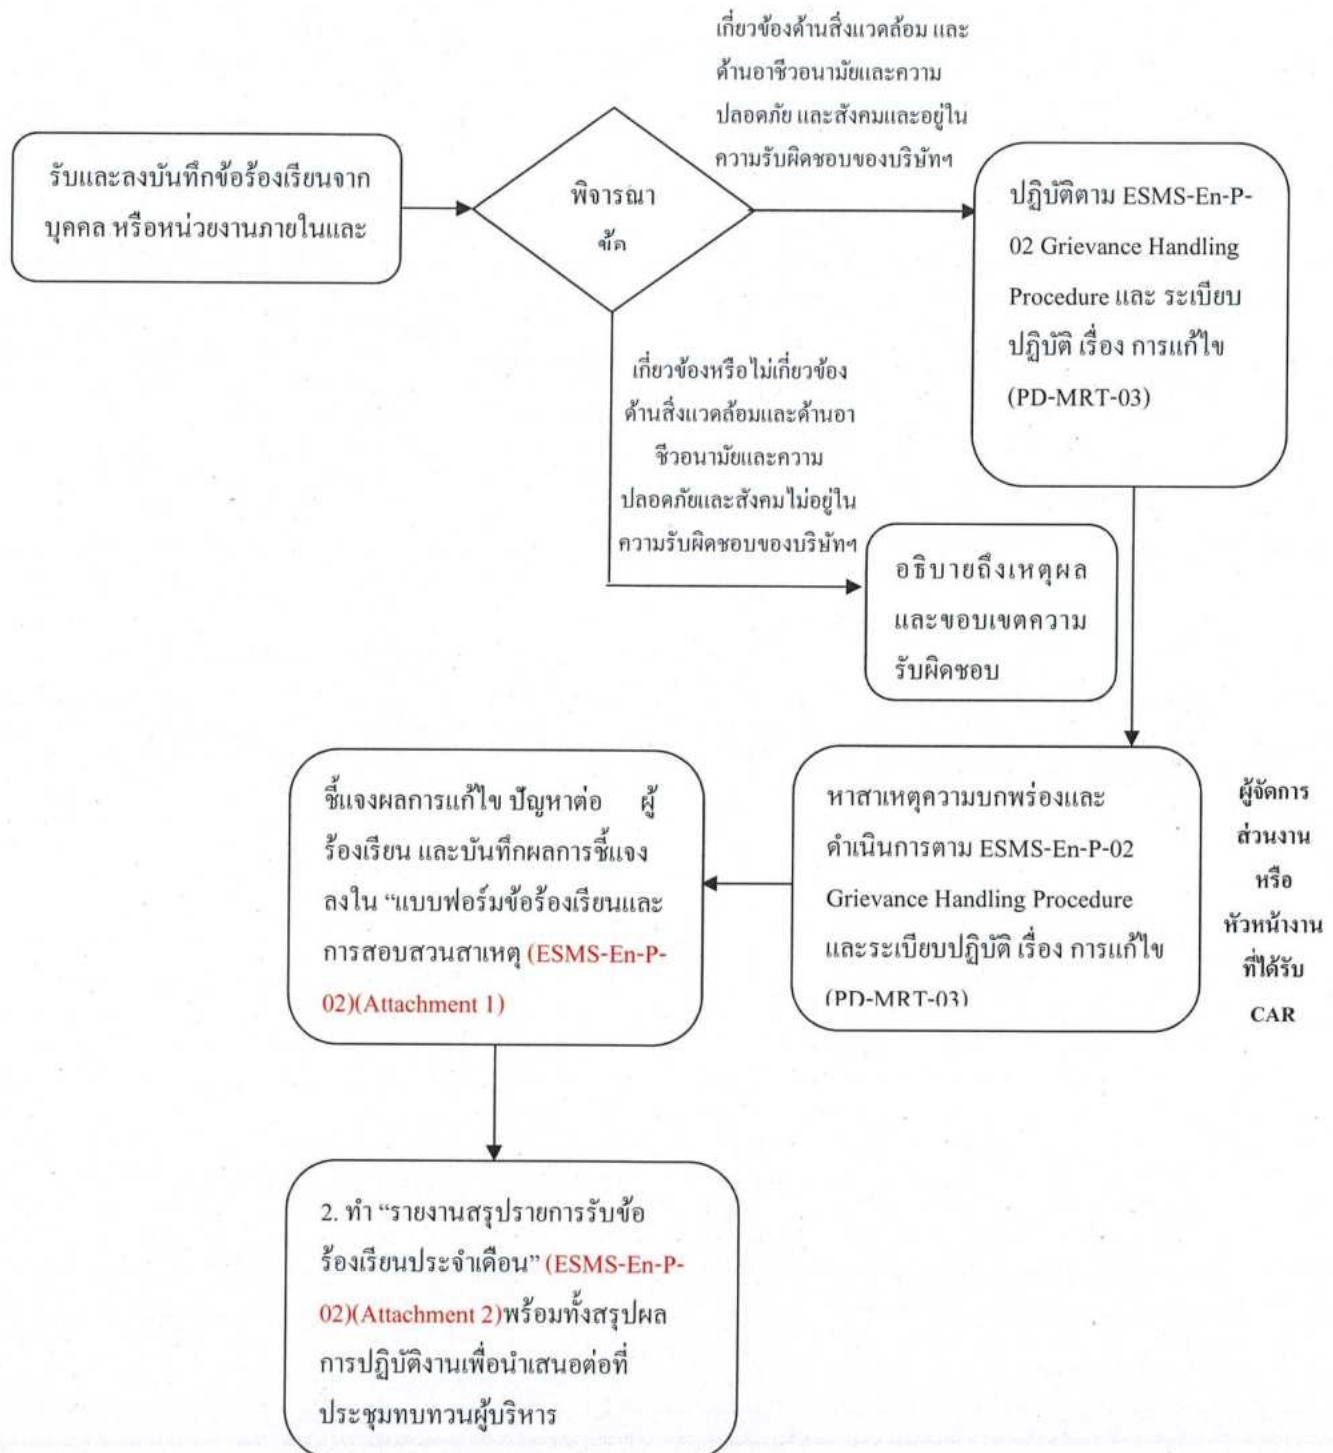 เกี่ยวข้องด้านสิ่งแวดล้อม และ
ด้านอาชีวอนามัยและความ
ปลอดภัย และสังคมและอยู่ใน
ความรับผิดชอบของบริษัทฯ
รับและลงบันทึกข้อร้องเรียนจาก
บุคคล หรือหน่วยงานภายในและ
พิจารณา
ปฏิบัติตาม ESMS-En-P-
02 Grievance Handling
Procedure และ ระเบียบ
ปฏิบัติ เรื่อง การแก้ไข
(PD-MRT-03)
เกี่ยวข้องหรือไม่เกี่ยวข้อง
ด้านสิ่งแวดล้อมและด้านอา
ชีวอนามัยและความ
ปลอดภัยและสังคมไม่อยู่ใน
ความรับผิดชอบของบริษัทฯ
อธิบายถึงเหตุผล
และขอบเขตความ
รับผิดชอบ
หาสาเหตุความบกพร่องและ
ดำเนินการตาม ESMS-En-P-02
Grievance Handling Procedure
และระเบียบปฏิบัติ เรื่อง การแก้ไข
(PD-MRT-03)
ผู้จัดการ
ส่วนงาน
หรือ
หัวหน้างาน
ที่ได้รับ
CAR
ชี้แจงผลการแก้ไข ปัญหาต่อ ผู้
ร้องเรียน และบันทึกผลการชี้แจง
ลงใน “แบบฟอร์มข้อร้องเรียนและ
การสอบสวนสาเหตุ (ESMS-En-P-
02)(Attachment 1)
2. ทำ “รายงานสรุปรายการรับข้อ
ร้องเรียนประจำเดือน” (ESMS-En-P-
02)(Attachment 2)พร้อมทั้งสรุปผล
การปฏิบัติงานเพื่อนำเสนอต่อที่
ประชุมทบทวนผู้บริหาร